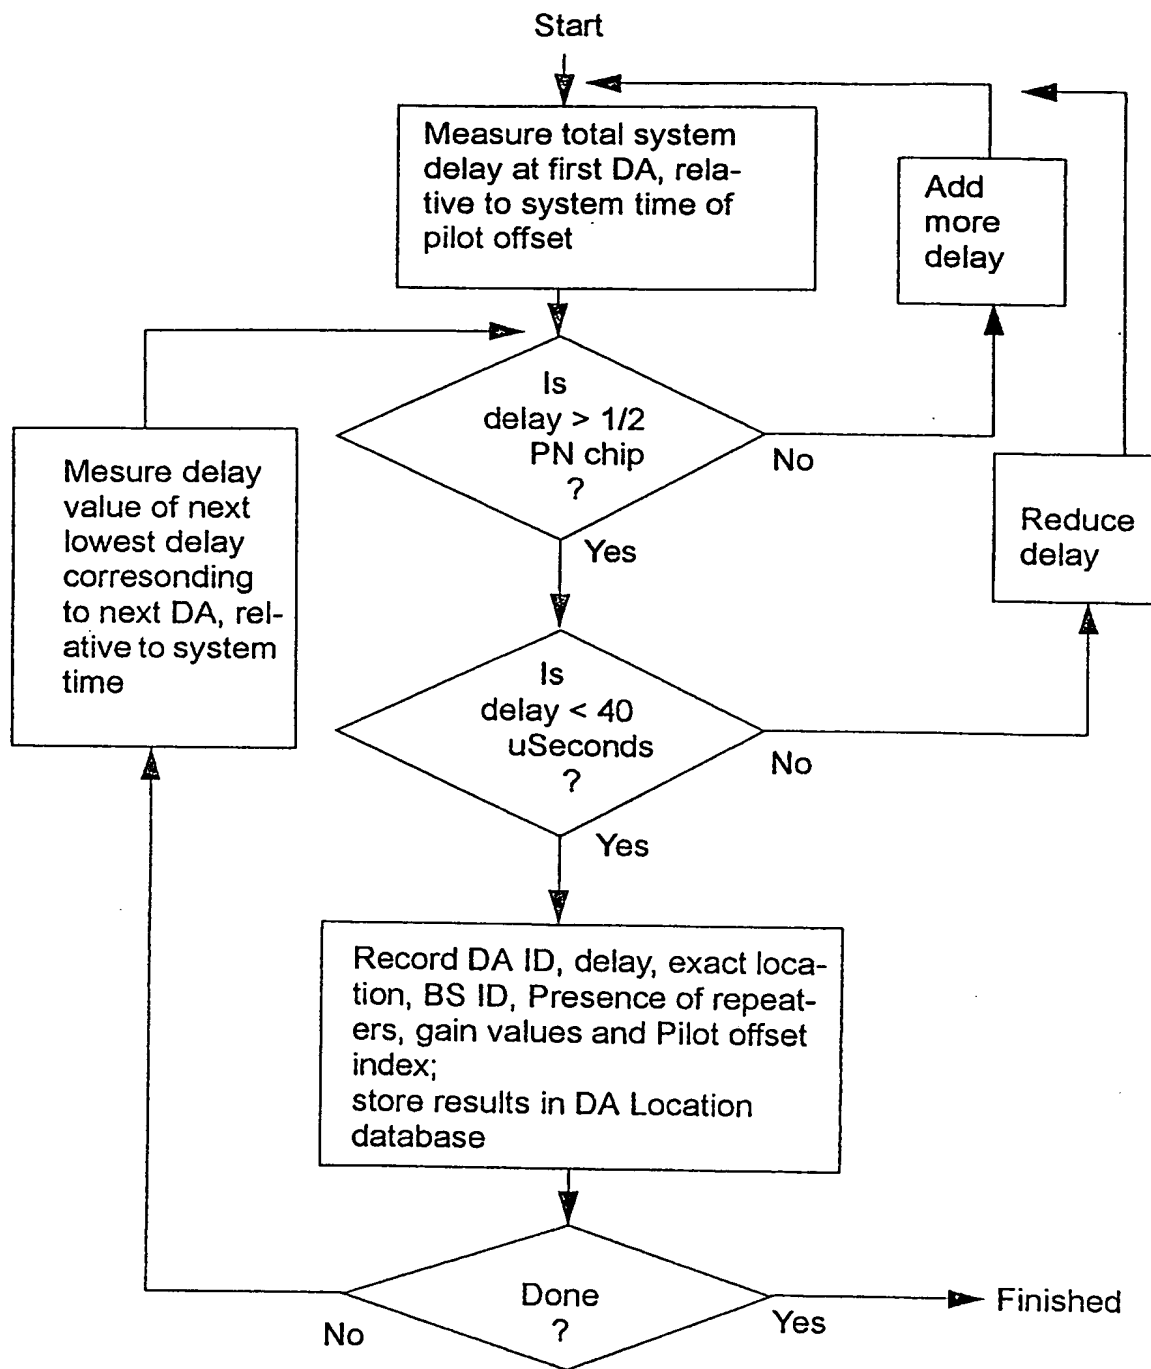 Start
Measure total system
delay at first DA, rela-
tive to system time of
pilot offset
Add
more
delay
Is
delay > 1/2
PN chip
?
No
Yes
Mesure delay
value of next
lowest delay
corresonding
to next DA, rel-
ative to system
time
Reduce
delay
Is
delay < 40
uSeconds
?
No
Yes
Record DA ID, delay, exact loca-
tion, BS ID, Presence of repeat-
ers, gain values and Pilot offset
index;
store results in DA Location
database
Done
?
No
Yes
Finished